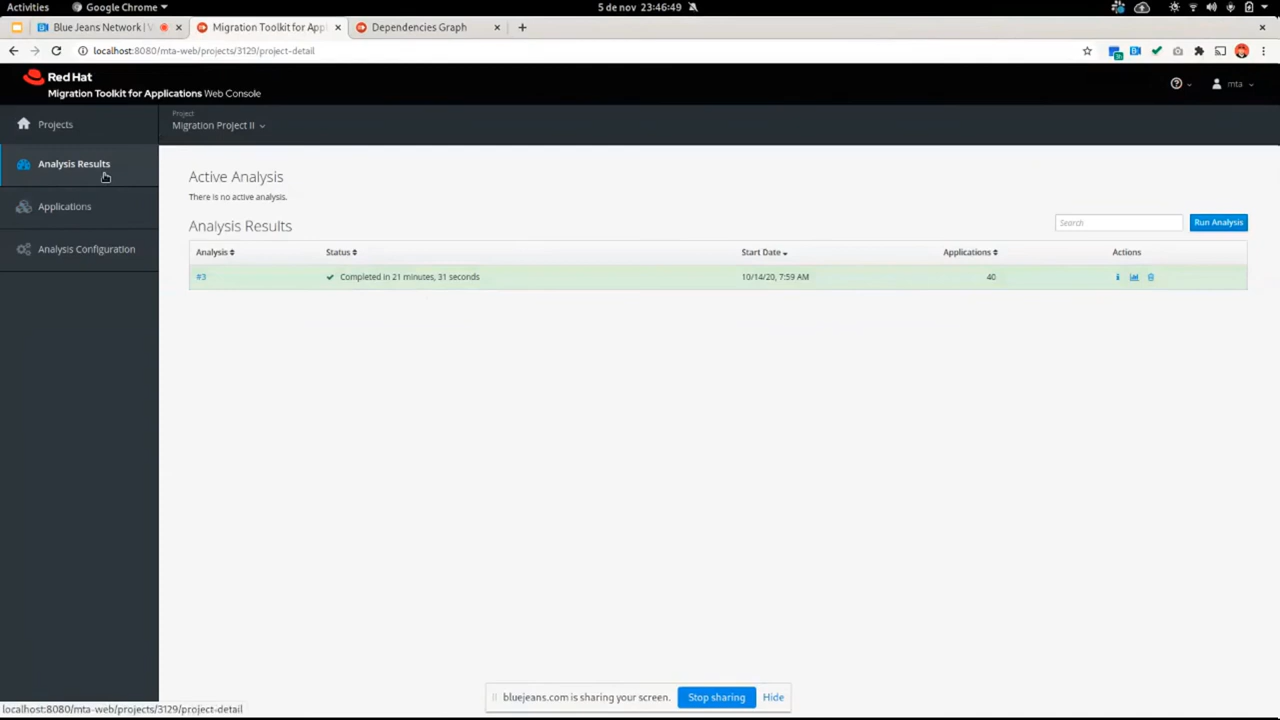 Activities Google Chrome 5 de nov 23:46:49
Blue Jeans Network | V Migration Toolkit for App Dependencies Graph
localhost:8080/mta-web/projects/3129/project-detail
Red Hat
Migration Toolkit for Applications Web Console
mta
Projects
Project
Migration Project II
Analysis Results
Applications
Analysis Configuration
Active Analysis
There is no active analysis.
Analysis Results
Search
Run Analysis
Analysis Status Start Date Applications Actions
#3 Completed in 21 minutes, 31 seconds 10/14/20, 7:59 AM 40
bluejeans.com is sharing your screen. Stop sharing Hide
localhost:8080/mta-web/projects/3129/project-detail